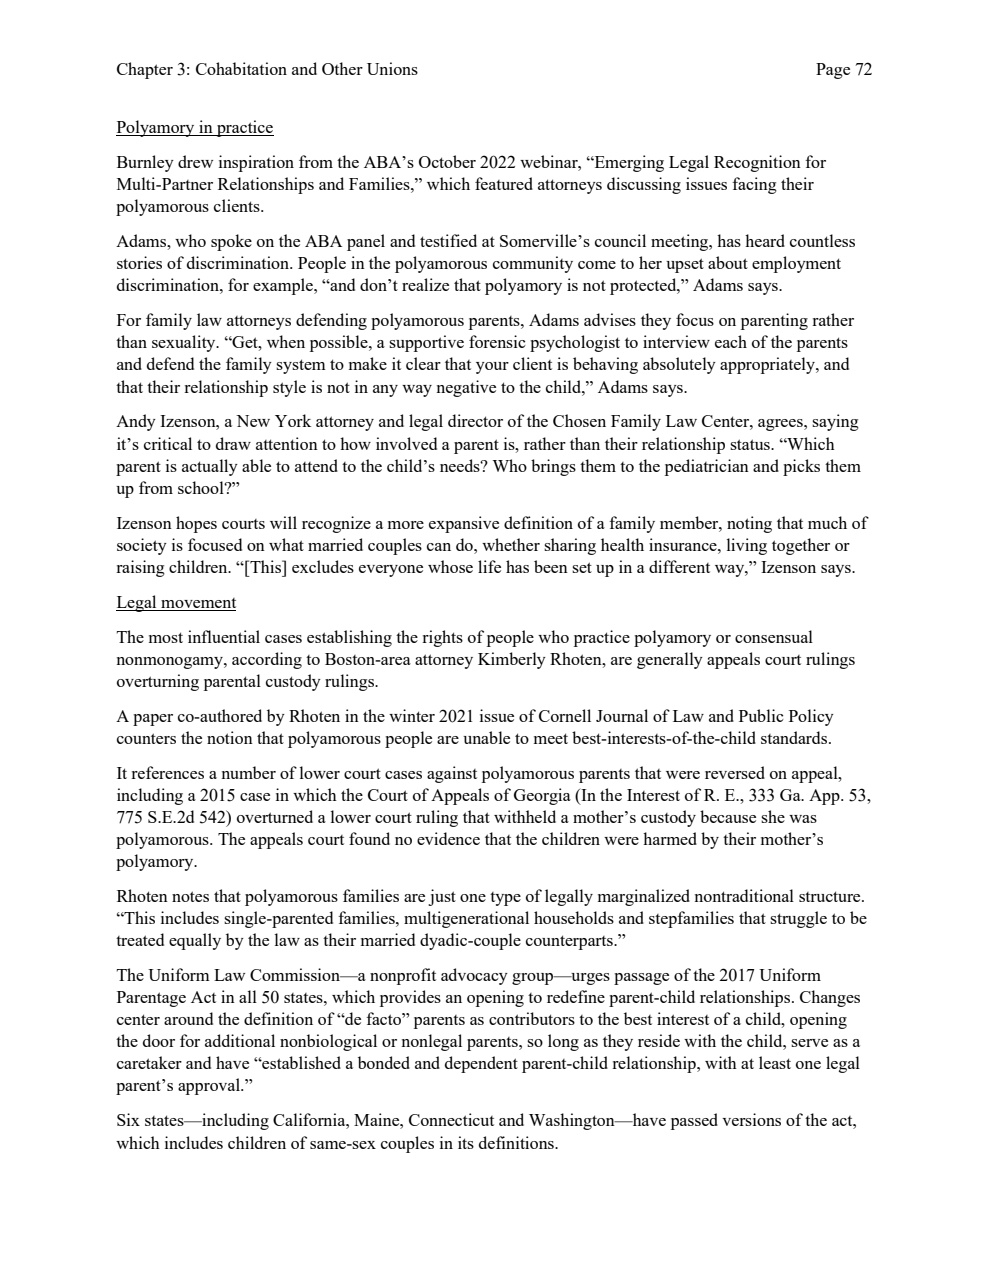 Chapter 3: Cohabitation and Other Unions Page 72
Polyamory in practice
Burnley drew inspiration from the ABA’s October 2022 webinar, “Emerging Legal Recognition for
Multi-Partner Relationships and Families,” which featured attorneys discussing issues facing their
polyamorous clients.
Adams, who spoke on the ABA panel and testified at Somerville’s council meeting, has heard countless
stories of discrimination. People in the polyamorous community come to her upset about employment
discrimination, for example, “and don’t realize that polyamory is not protected,” Adams says.
For family law attorneys defending polyamorous parents, Adams advises they focus on parenting rather
than sexuality. “Get, when possible, a supportive forensic psychologist to interview each of the parents
and defend the family system to make it clear that your client is behaving absolutely appropriately, and
that their relationship style is not in any way negative to the child,” Adams says.
Andy Izenson, a New York attorney and legal director of the Chosen Family Law Center, agrees, saying
it’s critical to draw attention to how involved a parent is, rather than their relationship status. “Which
parent is actually able to attend to the child’s needs? Who brings them to the pediatrician and picks them
up from school?”
Izenson hopes courts will recognize a more expansive definition of a family member, noting that much of
society is focused on what married couples can do, whether sharing health insurance, living together or
raising children. “[This] excludes everyone whose life has been set up in a different way,” Izenson says.
Legal movement
The most influential cases establishing the rights of people who practice polyamory or consensual
nonmonogamy, according to Boston-area attorney Kimberly Rhoten, are generally appeals court rulings
overturning parental custody rulings.
A paper co-authored by Rhoten in the winter 2021 issue of Cornell Journal of Law and Public Policy
counters the notion that polyamorous people are unable to meet best-interests-of-the-child standards.
It references a number of lower court cases against polyamorous parents that were reversed on appeal,
including a 2015 case in which the Court of Appeals of Georgia (In the Interest of R. E., 333 Ga. App. 53,
775 S.E.2d 542) overturned a lower court ruling that withheld a mother’s custody because she was
polyamorous. The appeals court found no evidence that the children were harmed by their mother’s
polyamory.
Rhoten notes that polyamorous families are just one type of legally marginalized nontraditional structure.
“This includes single-parented families, multigenerational households and stepfamilies that struggle to be
treated equally by the law as their married dyadic-couple counterparts.”
The Uniform Law Commission—a nonprofit advocacy group—urges passage of the 2017 Uniform
Parentage Act in all 50 states, which provides an opening to redefine parent-child relationships. Changes
center around the definition of “de facto” parents as contributors to the best interest of a child, opening
the door for additional nonbiological or nonlegal parents, so long as they reside with the child, serve as a
caretaker and have “established a bonded and dependent parent-child relationship, with at least one legal
parent’s approval.”
Six states—including California, Maine, Connecticut and Washington—have passed versions of the act,
which includes children of same-sex couples in its definitions.